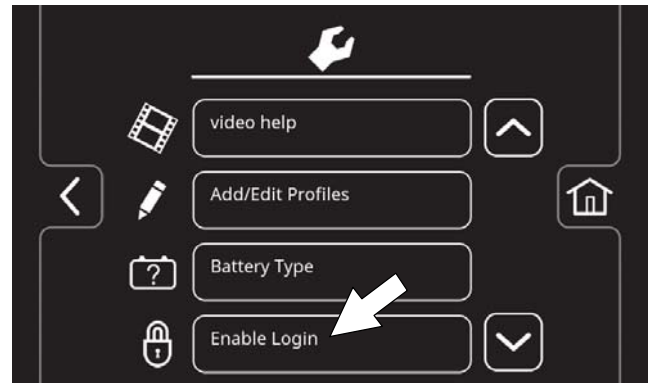 video help
Add/Edit Profiles
?
Battery Type
Enable Login